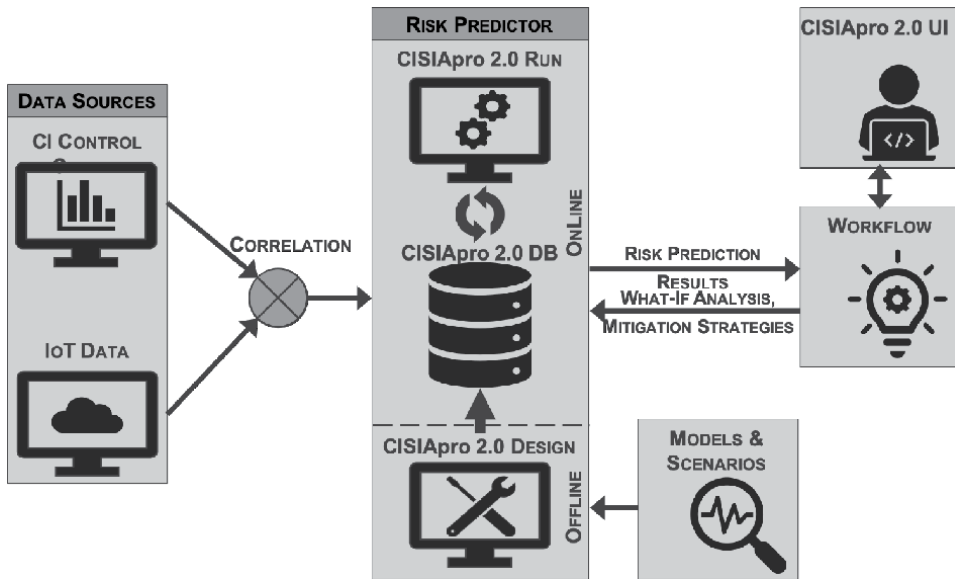 DATA SOURCES
CI CONTROL
IOT DATA
CORRELATION
RISK PREDICTOR
CISIAPRO 2.0 RUN
ONLINE
CISIAPRO 2.0 DB
CISIAPRO 2.0 DESIGN
OFFLINE
RISK PREDICTION
RESULTS
WHAT-IF ANALYSIS,
MITIGATION STRATEGIES
CISIAPRO 2.0 UI
</>
WORKFLOW
MODELS &
SCENARIOS